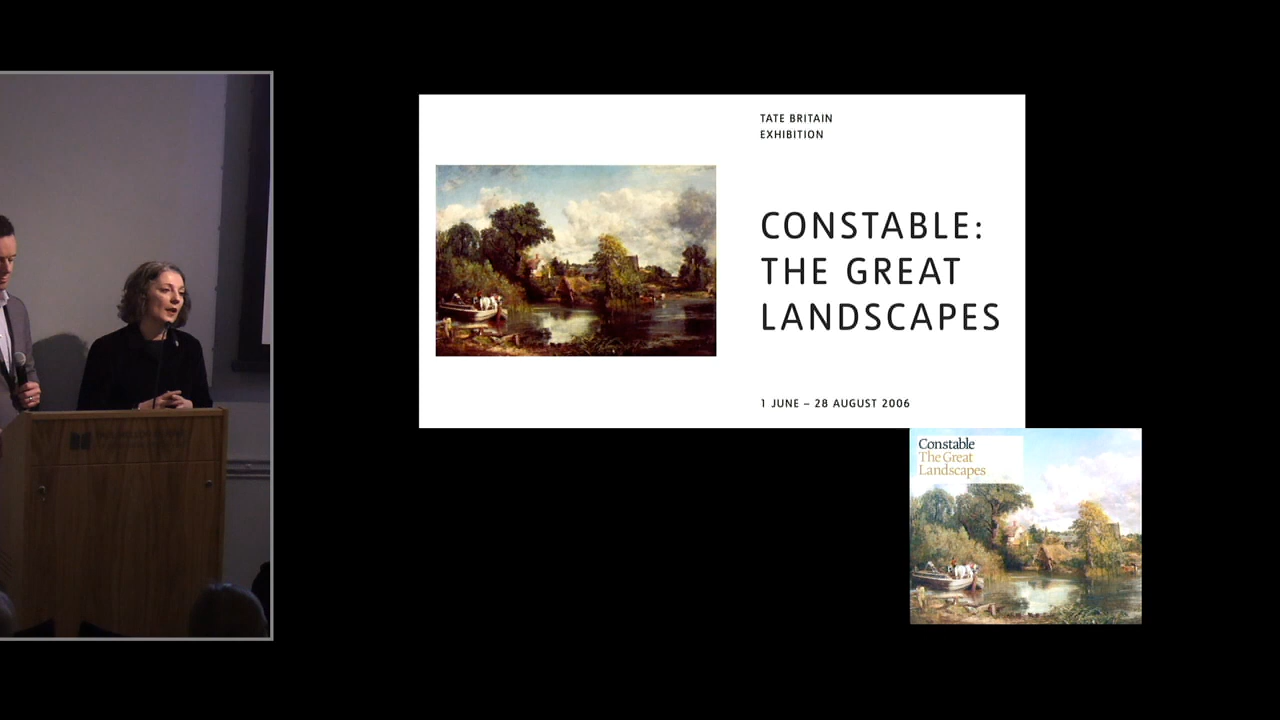 TATE BRITAIN
EXHIBITION
CONSTABLE:
THE GREAT
LANDSCAPES
1 JUNE – 28 AUGUST 2006
Constable
The Great
Landscapes